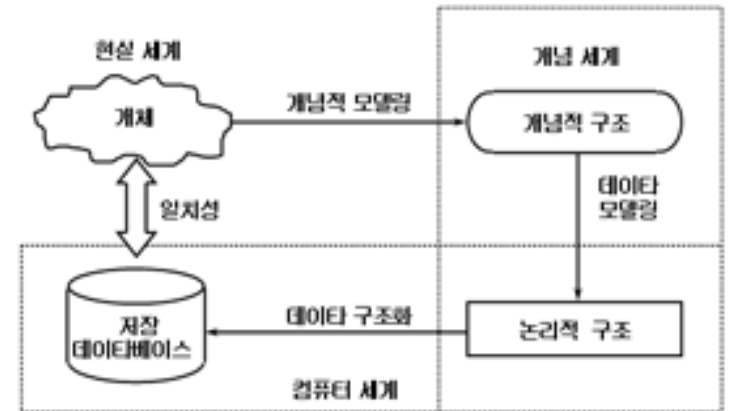 현실 세계
개념 세계
개체
개념적 모델링
개념적 구조
일치성
데이타
모델링
저장
데이타베이스
데이타 구조화
논리적 구조
컴퓨터 세계